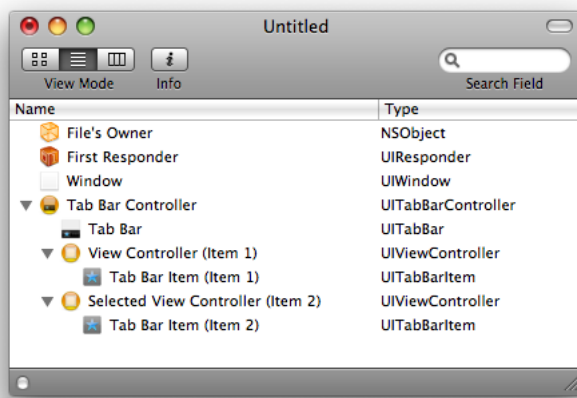 Untitled
View Mode Info Search Field
Name Type
File's Owner NSObject
First Responder UIResponder
Window UIWindow
Tab Bar Controller UITabBarController
Tab Bar UITabBar
View Controller (Item 1) UIViewController
Tab Bar Item (Item 1) UITabBarItem
Selected View Controller (Item 2) UIViewController
Tab Bar Item (Item 2) UITabBarItem